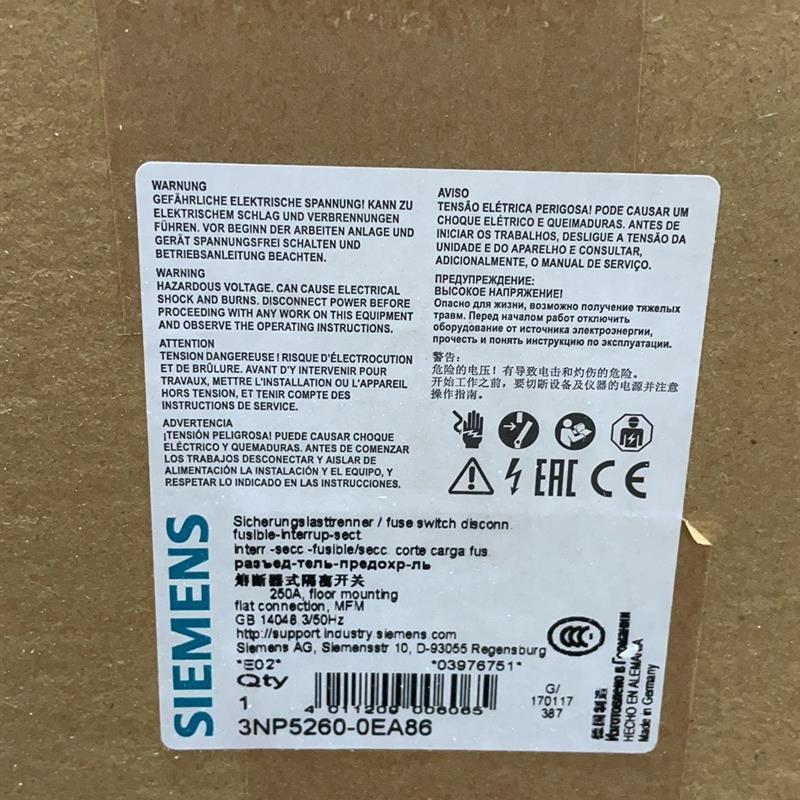 WARNUNG
GEFÄHRLICHE ELEKTRISCHE SPANNUNG! KANN ZU
ELEKTRISCHEM SCHLAG UND VERBRENNUNGEN
FÜHREN. VOR BEGINN DER ARBEITEN ANLAGE UND
GERÄT SPANNUNGSFREI SCHALTEN UND
BETRIEBSANLEITUNG BEACHTEN.
WARNING
HAZARDOUS VOLTAGE. CAN CAUSE ELECTRICAL
SHOCK AND BURNS. DISCONNECT POWER BEFORE
PROCEEDING WITH ANY WORK ON THIS EQUIPMENT
AND OBSERVE THE OPERATING INSTRUCTIONS.
ATTENTION
TENSION DANGEREUSE! RISQUE D'ÉLECTROCUTION
ET DE BRÛLURE. AVANT D'Y INTERVENIR POUR
TRAVAUX, METTRE L'INSTALLATION OU L'APPAREIL
HORS TENSION, ET TENIR COMPTE DES
INSTRUCTIONS DE SERVICE.
ADVERTENCIA
¡TENSIÓN PELIGROSA! PUEDE CAUSAR CHOQUE
ELÉCTRICO Y QUEMADURAS. ANTES DE COMENZAR
LOS TRABAJOS DESCONECTAR Y AISLAR DE
ALIMENTACIÓN LA INSTALACIÓN Y EL EQUIPO, Y
RESPETAR LO INDICADO EN LAS INSTRUCCIONES.
AVISO
TENSÃO ELÉTRICA PERIGOSA! PODE CAUSAR UM
CHOQUE ELÉTRICO E QUEIMADURAS. ANTES DE
INICIAR OS TRABALHOS, DESLIGUE A TENSÃO DA
UNIDADE E DO APARELHO E CONSULTAR,
ADICIONALMENTE, O MANUAL DE SERVIÇO.
ПРЕДУПРЕЖДЕНИЕ:
ВЫСОКОЕ НАПРЯЖЕНИЕ!
Опасно для жизни, возможно получение тяжелых
травм. Перед началом работ отключить
оборудование от источника электроэнергии,
прочесть и понять инструкцию по эксплуатации.
警告:
危险的电压! 有导致电击和灼伤的危险。
开始工作之前,要切断设备及仪器的电源并注意
操作指南。
EAC CE
SIEMENS
Sicherungslasttrenner / fuse switch disconn.
fusible-interrup-sect.
interr.-secc.-fusible/secc. corte carga fus.
разъед-тель-предохр-ль
熔断器式隔离开关
250A, floor mounting
flat connection, MFM
GB 14048 3/50Hz
http://support.industry.siemens.com
Siemens AG, Siemensstr 10, D-93055 Regensburg
*E02* *03976751*
Qty
1
4 011209 006065
3NP5260-0EA86
CCC
G/
170117
387
德国制造
Изготовлено в Германии
HECHO EN ALEMANIA
Made in Germany